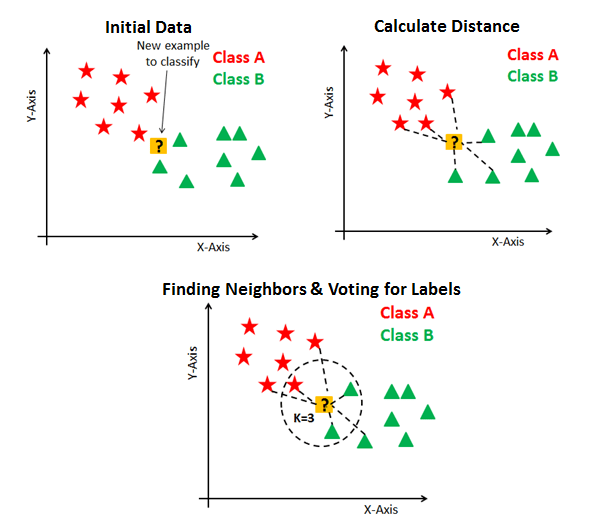 Initial Data
New example
to classify
Class A
Class B
?
Y-Axis
X-Axis
Calculate Distance
Class A
Class B
?
Y-Axis
X-Axis
Finding Neighbors & Voting for Labels
Class A
Class B
?
K=3
Y-Axis
X-Axis